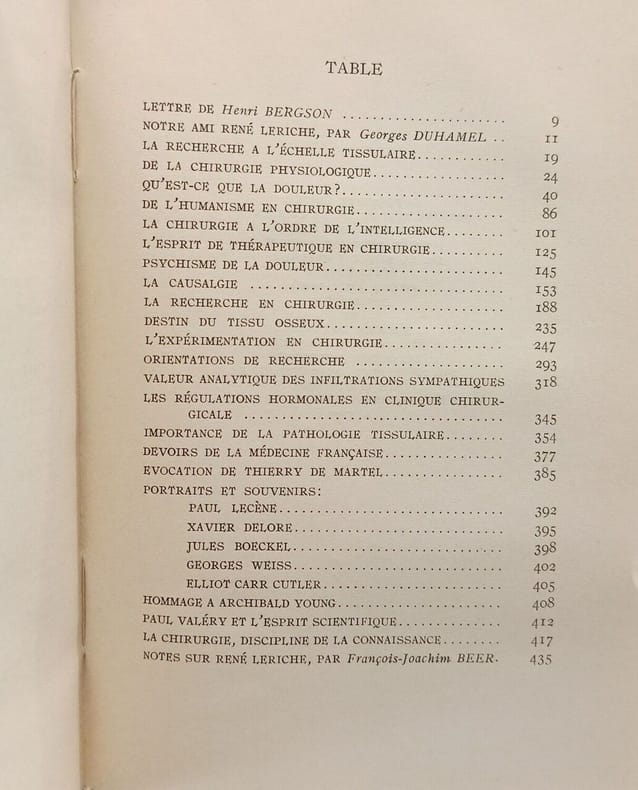 TABLE
LETTRE DE Henri BERGSON ...................... 9
NOTRE AMI RENÉ LERICHE, PAR Georges DUHAMEL .. 11
LA RECHERCHE A L'ÉCHELLE TISSULAIRE............ 19
DE LA CHIRURGIE PHYSIOLOGIQUE.................. 24
QU'EST-CE QUE LA DOULEUR?...................... 40
DE L'HUMANISME EN CHIRURGIE.................... 86
LA CHIRURGIE A L'ORDRE DE L'INTELLIGENCE........ 101
L'ESPRIT DE THÉRAPEUTIQUE EN CHIRURGIE.......... 125
PSYCHISME DE LA DOULEUR........................ 145
LA CAUSALGIE .................................. 153
LA RECHERCHE EN CHIRURGIE...................... 188
DESTIN DU TISSU OSSEUX......................... 235
L'EXPÉRIMENTATION EN CHIRURGIE................. 247
ORIENTATIONS DE RECHERCHE ..................... 293
VALEUR ANALYTIQUE DES INFILTRATIONS SYMPATHIQUES 318
LES RÉGULATIONS HORMONALES EN CLINIQUE CHIRUR-
GICALE .................................. 345
IMPORTANCE DE LA PATHOLOGIE TISSULAIRE........ 354
DEVOIRS DE LA MÉDECINE FRANÇAISE................ 377
EVOCATION DE THIERRY DE MARTEL................ 385
PORTRAITS ET SOUVENIRS:
PAUL LECÈNE............................... 392
XAVIER DELORE............................. 395
JULES BOECKEL............................. 398
GEORGES WEISS............................. 402
ELLIOT CARR CUTLER........................ 405
HOMMAGE A ARCHIBALD YOUNG...................... 408
PAUL VALÉRY ET L'ESPRIT SCIENTIFIQUE............. 412
LA CHIRURGIE, DISCIPLINE DE LA CONNAISSANCE........ 417
NOTES SUR RENÉ LERICHE, PAR François-Joachim BEER. 435